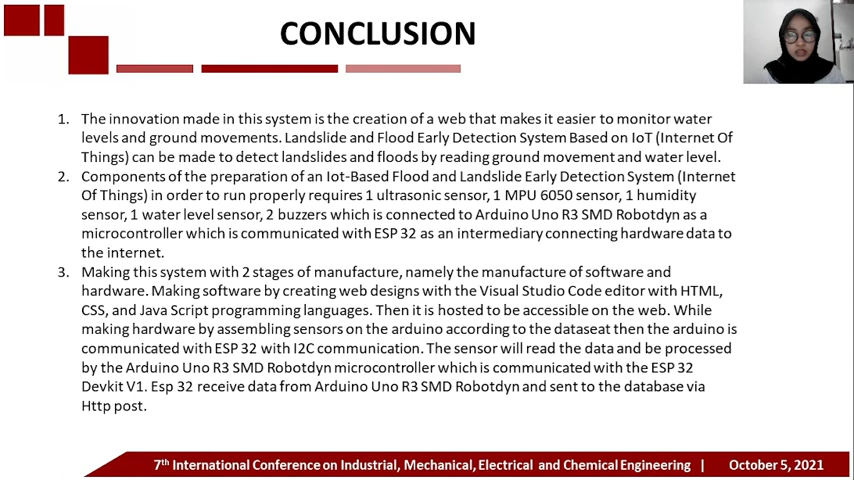 CONCLUSION
1. The innovation made in this system is the creation of a web that makes it easier to monitor water
levels and ground movements. Landslide and Flood Early Detection System Based on IoT (Internet Of
Things) can be made to detect landslides and floods by reading ground movement and water level.
2. Components of the preparation of an Iot-Based Flood and Landslide Early Detection System (Internet
Of Things) in order to run properly requires 1 ultrasonic sensor, 1 MPU 6050 sensor, 1 humidity
sensor, 1 water level sensor, 2 buzzers which is connected to Arduino Uno R3 SMD Robotdyn as a
microcontroller which is communicated with ESP 32 as an intermediary connecting hardware data to
the internet.
3. Making this system with 2 stages of manufacture, namely the manufacture of software and
hardware. Making software by creating web designs with the Visual Studio Code editor with HTML,
CSS, and Java Script programming languages. Then it is hosted to be accessible on the web. While
making hardware by assembling sensors on the arduino according to the dataseat then the arduino is
communicated with ESP 32 with I2C communication. The sensor will read the data and be processed
by the Arduino Uno R3 SMD Robotdyn microcontroller which is communicated with the ESP 32
Devkit V1. Esp 32 receive data from Arduino Uno R3 SMD Robotdyn and sent to the database via
Http post.
7th International Conference on Industrial, Mechanical, Electrical and Chemical Engineering | October 5, 2021